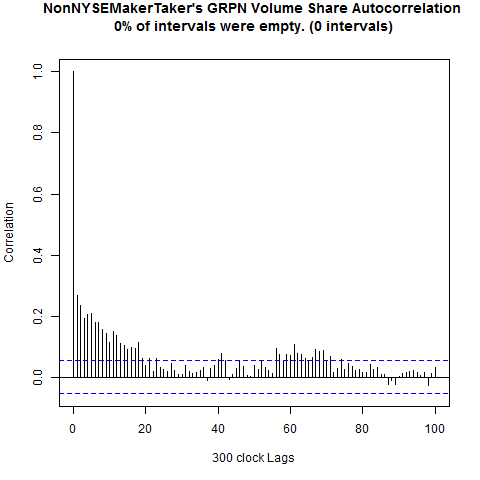 NonNYSEMakerTaker's GRPN Volume Share Autocorrelation
0% of intervals were empty. (0 intervals)
Correlation
1.0
0.8
0.6
0.4
0.2
0.0
0 20 40 60 80 100
300 clock Lags